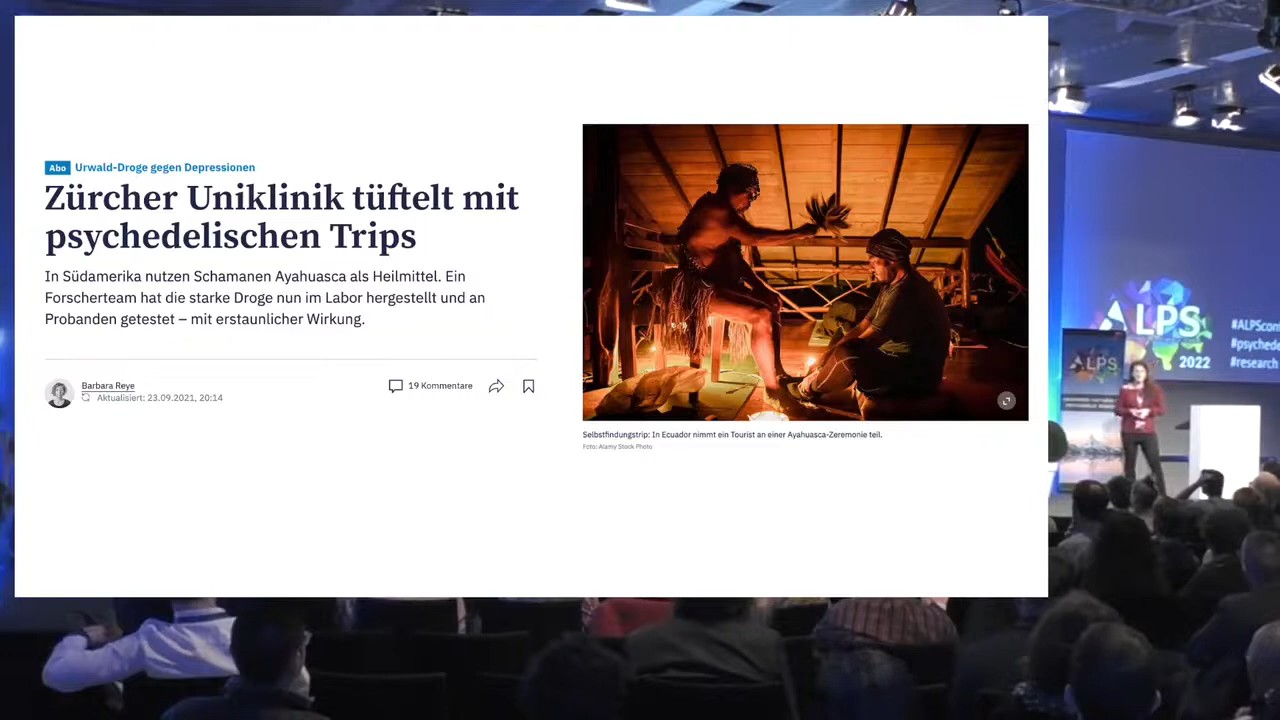 Abo Urwald-Droge gegen Depressionen
Zürcher Uniklinik tüftelt mit
psychedelischen Trips
In Südamerika nutzen Schamanen Ayahuasca als Heilmittel. Ein
Forscherteam hat die starke Droge nun im Labor hergestellt und an
Probanden getestet – mit erstaunlicher Wirkung.
Barbara Reye
Aktualisiert: 23.09.2021, 20:14
19 Kommentare
Selbstfindungstrip: In Ecuador nimmt ein Tourist an einer Ayahuasca-Zeremonie teil.
Foto: Alamy Stock Photo
ALPS
2022
#ALPScon
#psychede
#research
ALPS